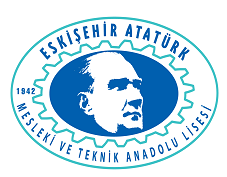 ESKİŞEHİR ATATÜRK
1942
MESLEKİ VE TEKNİK ANADOLU LİSESİ